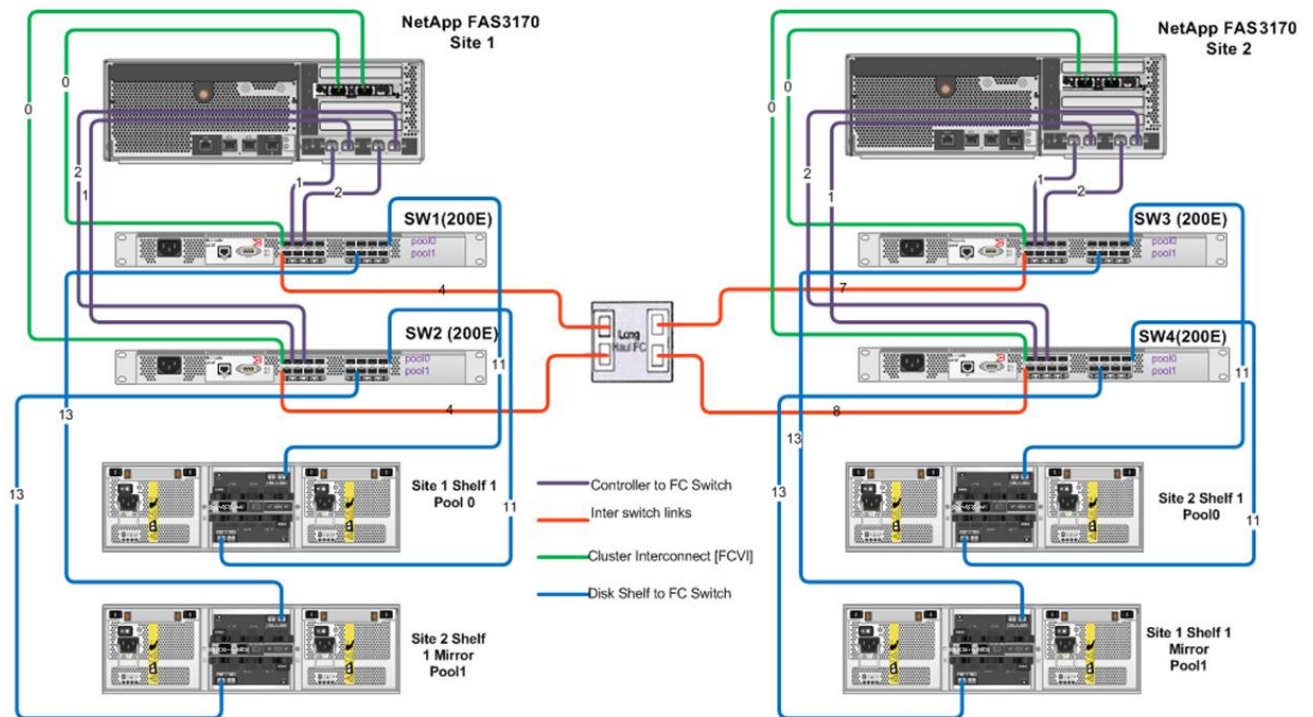 NetApp FAS3170
Site 1
NetApp FAS3170
Site 2
0
0
0
0
2
1
1
2
2
1
1
2
SW1(200E)
pool0
pool1
SW3 (200E)
pool0
pool1
4
7
Long
Haul FC
SW2 (200E)
pool0
pool1
SW4(200E)
pool0
pool1
11
11
13
4
8
13
13
13
11
11
Site 1 Shelf 1
Pool 0
Site 2 Shelf 1
Pool0
Controller to FC Switch
Inter switch links
Cluster Interconnect [FCVI]
Disk Shelf to FC Switch
Site 2 Shelf
1 Mirror
Pool1
Site 1 Shelf 1
Mirror
Pool1